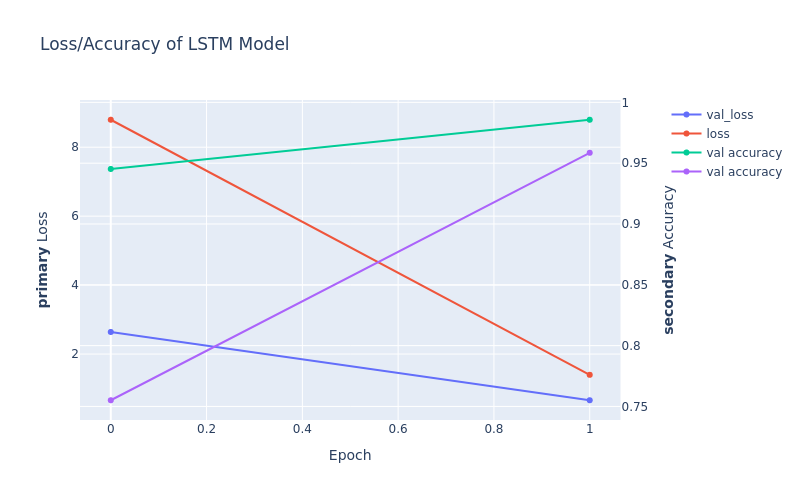 Loss/Accuracy of LSTM Model
8
6
4
2
primary Loss
0
0.2
0.4
0.6
0.8
1
Epoch
1
0.95
0.9
0.85
0.8
0.75
secondary Accuracy
val_loss
loss
val accuracy
val accuracy